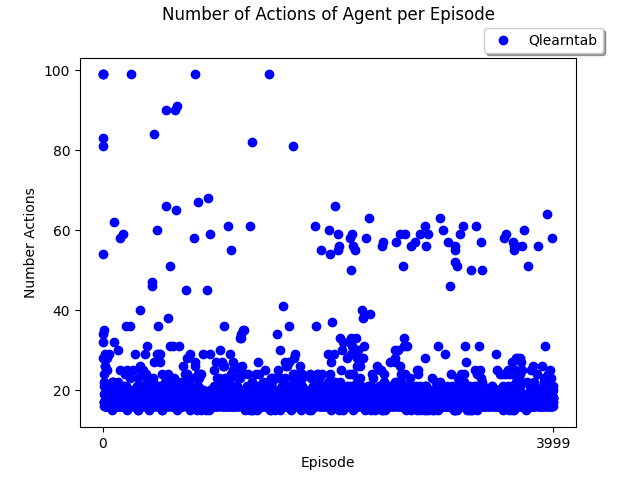 Number of Actions of Agent per Episode
Qlearntab
100
80
60
40
20
Number Actions
0
3999
Episode